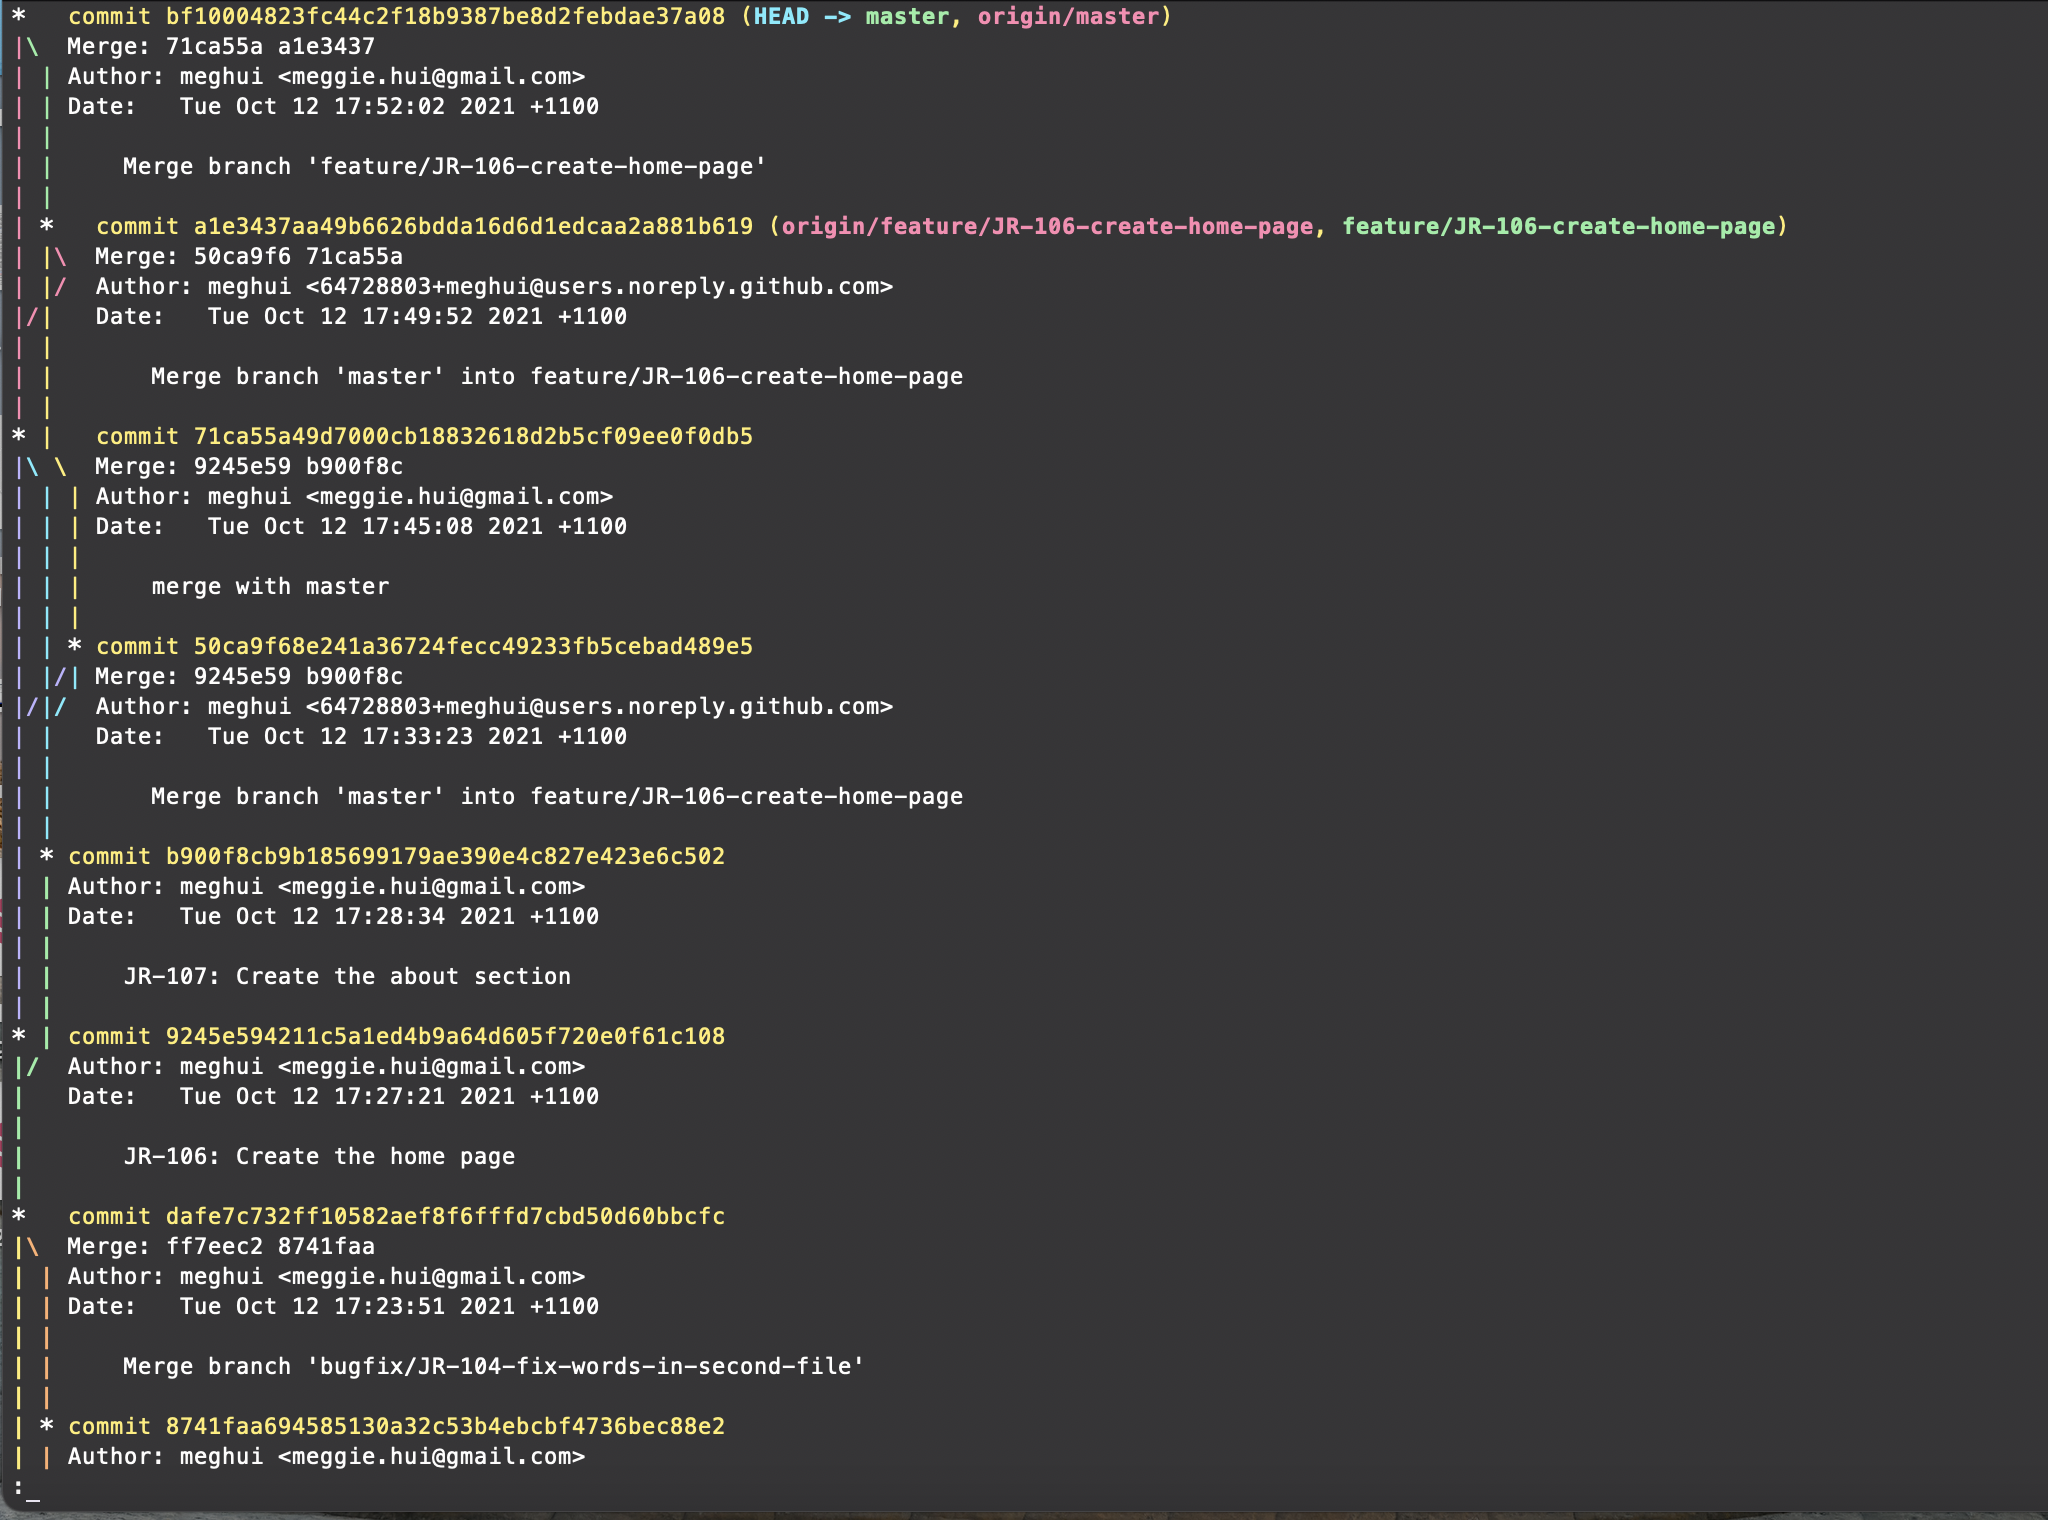 *   commit bf10004823fc44c2f18b9387be8d2febdae37a08 (HEAD -> master, origin/master)
|\  Merge: 71ca55a a1e3437
| | Author: meghui <meggie.hui@gmail.com>
| | Date:   Tue Oct 12 17:52:02 2021 +1100
| |
| |     Merge branch 'feature/JR-106-create-home-page'
| |
| *   commit a1e3437aa49b6626bdda16d6d1edcaa2a881b619 (origin/feature/JR-106-create-home-page, feature/JR-106-create-home-page)
| |\  Merge: 50ca9f6 71ca55a
| |/  Author: meghui <64728803+meghui@users.noreply.github.com>
|/|   Date:   Tue Oct 12 17:49:52 2021 +1100
| |
| |       Merge branch 'master' into feature/JR-106-create-home-page
| |
* |   commit 71ca55a49d7000cb18832618d2b5cf09ee0f0db5
|\ \  Merge: 9245e59 b900f8c
| | | Author: meghui <meggie.hui@gmail.com>
| | | Date:   Tue Oct 12 17:45:08 2021 +1100
| | |
| | |     merge with master
| | |
| | * commit 50ca9f68e241a36724fecc49233fb5cebad489e5
| |/| Merge: 9245e59 b900f8c
|/|/  Author: meghui <64728803+meghui@users.noreply.github.com>
| |   Date:   Tue Oct 12 17:33:23 2021 +1100
| |
| |       Merge branch 'master' into feature/JR-106-create-home-page
| |
| * commit b900f8cb9b185699179ae390e4c827e423e6c502
| | Author: meghui <meggie.hui@gmail.com>
| | Date:   Tue Oct 12 17:28:34 2021 +1100
| |
| |     JR-107: Create the about section
| |
* | commit 9245e594211c5a1ed4b9a64d605f720e0f61c108
|/  Author: meghui <meggie.hui@gmail.com>
|   Date:   Tue Oct 12 17:27:21 2021 +1100
|
|       JR-106: Create the home page
|
*   commit dafe7c732ff10582aef8f6fffd7cbd50d60bbcfc
|\  Merge: ff7eec2 8741faa
| | Author: meghui <meggie.hui@gmail.com>
| | Date:   Tue Oct 12 17:23:51 2021 +1100
| |
| |     Merge branch 'bugfix/JR-104-fix-words-in-second-file'
| |
| * commit 8741faa694585130a32c53b4ebcbf4736bec88e2
| | Author: meghui <meggie.hui@gmail.com>
:_